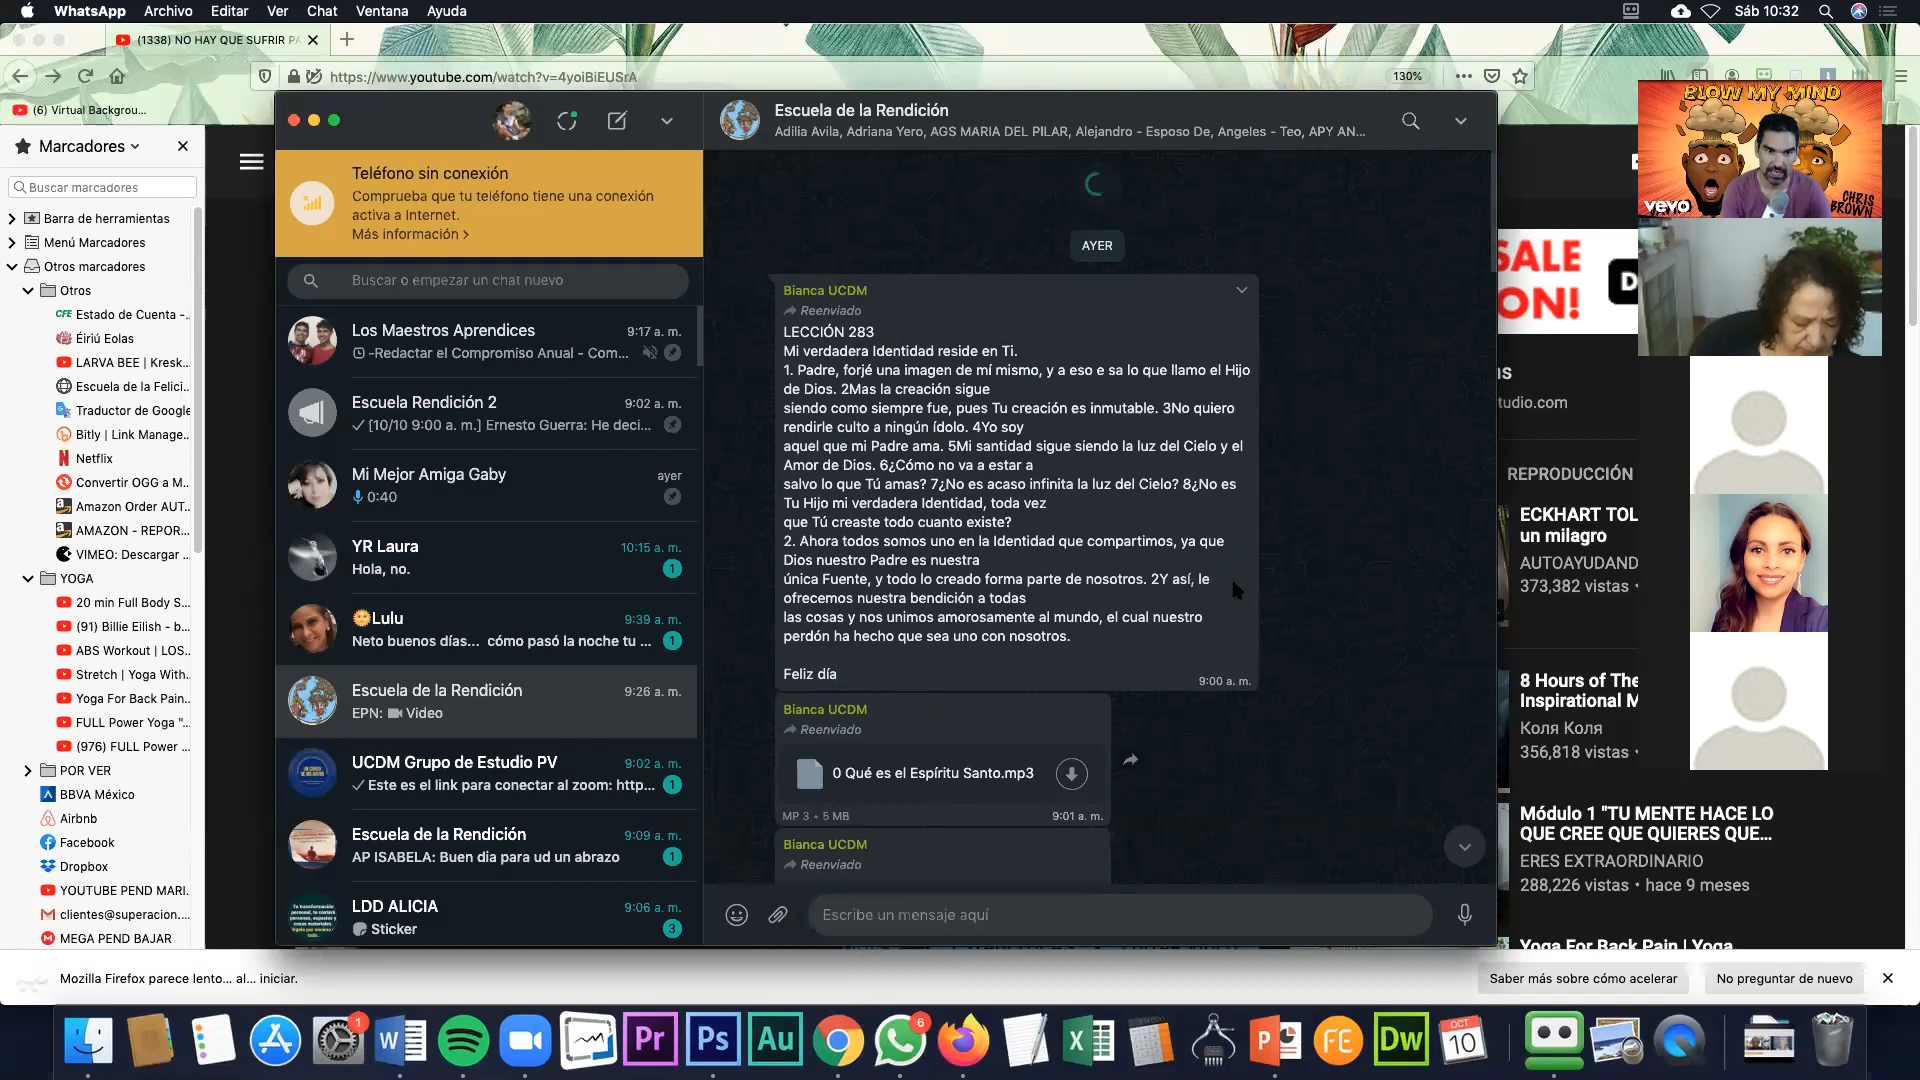 WhatsApp Archivo Editar Ver Chat Ventana Ayuda
Sáb 10:32
(1338) NO HAY QUE SUFRIR PA
https://www.youtube.com/watch?v=4yoiBiEUSrA
130%
(6) Virtual Backgrou...
Marcadores
Buscar marcadores
Barra de herramientas
Menú Marcadores
Otros marcadores
Otros
CFE Estado de Cuenta -...
Éiriú Eolas
LARVA BEE | Kresk...
Escuela de la Felici...
Traductor de Google
Bitly | Link Manage...
Netflix
Convertir OGG a M...
Amazon Order AUT...
AMAZON - REPOR...
VIMEO: Descargar ...
YOGA
20 min Full Body S...
(91) Billie Eilish - b...
ABS Workout | LOS...
Stretch | Yoga With...
Yoga For Back Pain...
FULL Power Yoga "...
(976) FULL Power ...
POR VER
BBVA México
Airbnb
Facebook
Dropbox
YOUTUBE PEND MARI...
clientes@superacion....
MEGA PEND BAJAR
Teléfono sin conexión
Comprueba que tu teléfono tiene una conexión
activa a Internet.
Más información >
Buscar o empezar un chat nuevo
Los Maestros Aprendices 9:17 a. m.
-Redactar el Compromiso Anual - Com...
Escuela Rendición 2 9:02 a. m.
[10/10 9:00 a. m.] Ernesto Guerra: He deci...
Mi Mejor Amiga Gaby ayer
0:40
YR Laura 10:15 a. m.
Hola, no. 1
Lulu 9:39 a. m.
Neto buenos días... cómo pasó la noche tu ... 1
Escuela de la Rendición 9:26 a. m.
EPN: Video
UCDM Grupo de Estudio PV 9:02 a. m.
Este es el link para conectar al zoom: http... 1
Escuela de la Rendición 9:09 a. m.
AP ISABELA: Buen dia para ud un abrazo 1
LDD ALICIA 9:06 a. m.
Sticker 3
Escuela de la Rendición
Adilia Avila, Adriana Yero, AGS MARIA DEL PILAR, Alejandro - Esposo De, Angeles - Teo, APY AN...
AYER
Bianca UCDM
Reenviado
LECCIÓN 283
Mi verdadera Identidad reside en Ti.
1. Padre, forjé una imagen de mí mismo, y a eso e sa lo que llamo el Hijo
de Dios. 2Mas la creación sigue
siendo como siempre fue, pues Tu creación es inmutable. 3No quiero
rendirle culto a ningún ídolo. 4Yo soy
aquel que mi Padre ama. 5Mi santidad sigue siendo la luz del Cielo y el
Amor de Dios. 6¿Cómo no va a estar a
salvo lo que Tú amas? 7¿No es acaso infinita la luz del Cielo? 8¿No es
Tu Hijo mi verdadera Identidad, toda vez
que Tú creaste todo cuanto existe?
2. Ahora todos somos uno en la Identidad que compartimos, ya que
Dios nuestro Padre es nuestra
única Fuente, y todo lo creado forma parte de nosotros. 2Y así, le
ofrecemos nuestra bendición a todas
las cosas y nos unimos amorosamente al mundo, el cual nuestro
perdón ha hecho que sea uno con nosotros.
Feliz día
9:00 a. m.
Bianca UCDM
Reenviado
0 Qué es el Espíritu Santo.mp3
MP 3 • 5 MB 9:01 a. m.
Bianca UCDM
Reenviado
Escribe un mensaje aquí
BLOW MY MIND
vevo
CHRIS
BROWN
SALE
ON!
D
ns
tudio.com
REPRODUCCIÓN
ECKHART TOL
un milagro
AUTOAYUDAND
373,382 vistas •
8 Hours of The
Inspirational M
Коля Коля
356,818 vistas •
Módulo 1 "TU MENTE HACE LO
QUE CREE QUE QUIERES QUE...
ERES EXTRAORDINARIO
288,226 vistas • hace 9 meses
Yoga For Back Pain | Yoga
Mozilla Firefox parece lento... al... iniciar.
Saber más sobre cómo acelerar
No preguntar de nuevo
1
W
Pr
Ps
Au
6
X
P
FE
Dw
OCT
10